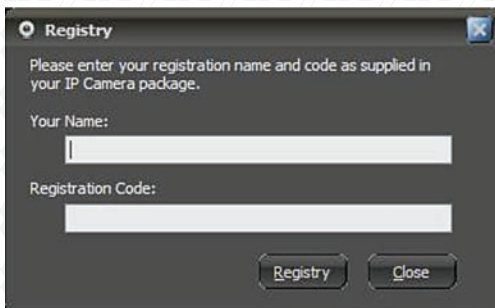 Registry
Please enter your registration name and code as supplied in
your IP Camera package.
Your Name:
Registration Code:
Registry
Close